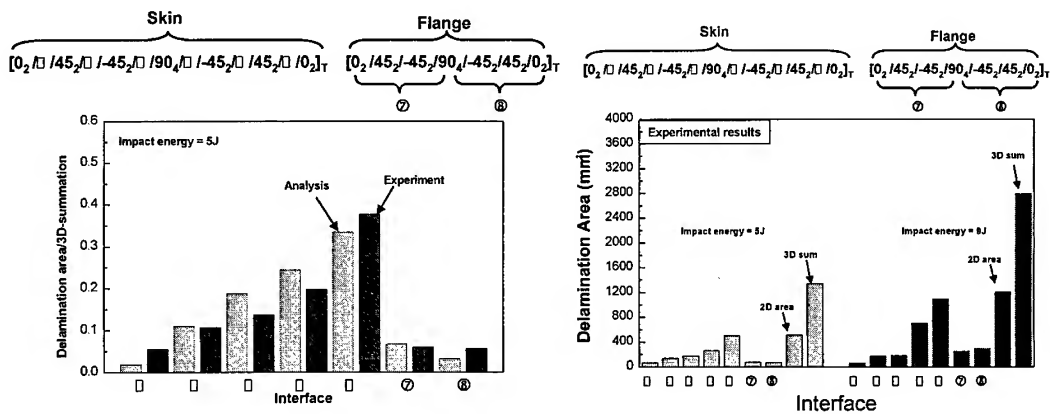 Skin
Flange
[0₂/▯/45₂/▯/-45₂/▯/90₄/▯/-45₂/▯/45₂/▯/0₂]T
[0₂/45₂/-45₂/90₄/-45₂/45₂/0₂]T
⑦
⑧
Impact energy = 5J
Analysis
Experiment
Delamination area/3D-summation
0.6
0.5
0.4
0.3
0.2
0.1
0.0
▯ ▯ ▯ ▯ ▯ ⑦ ⑧
Interface
Skin
Flange
[0₂/▯/45₂/▯/-45₂/▯/90₄/▯/-45₂/▯/45₂/▯/0₂]T
[0₂/45₂/-45₂/90₄/-45₂/45₂/0₂]T
⑦
⑧
Experimental results
Delamination Area (mm)
4000
3600
3200
2800
2400
2000
1600
1200
800
400
0
3D sum
Impact energy = 5J
Impact energy = 9J
2D area
3D sum
2D area
▯ ▯ ▯ ▯ ▯ ⑦ ⑧ ▯ ▯ ▯ ▯ ▯ ⑦ ⑧
Interface